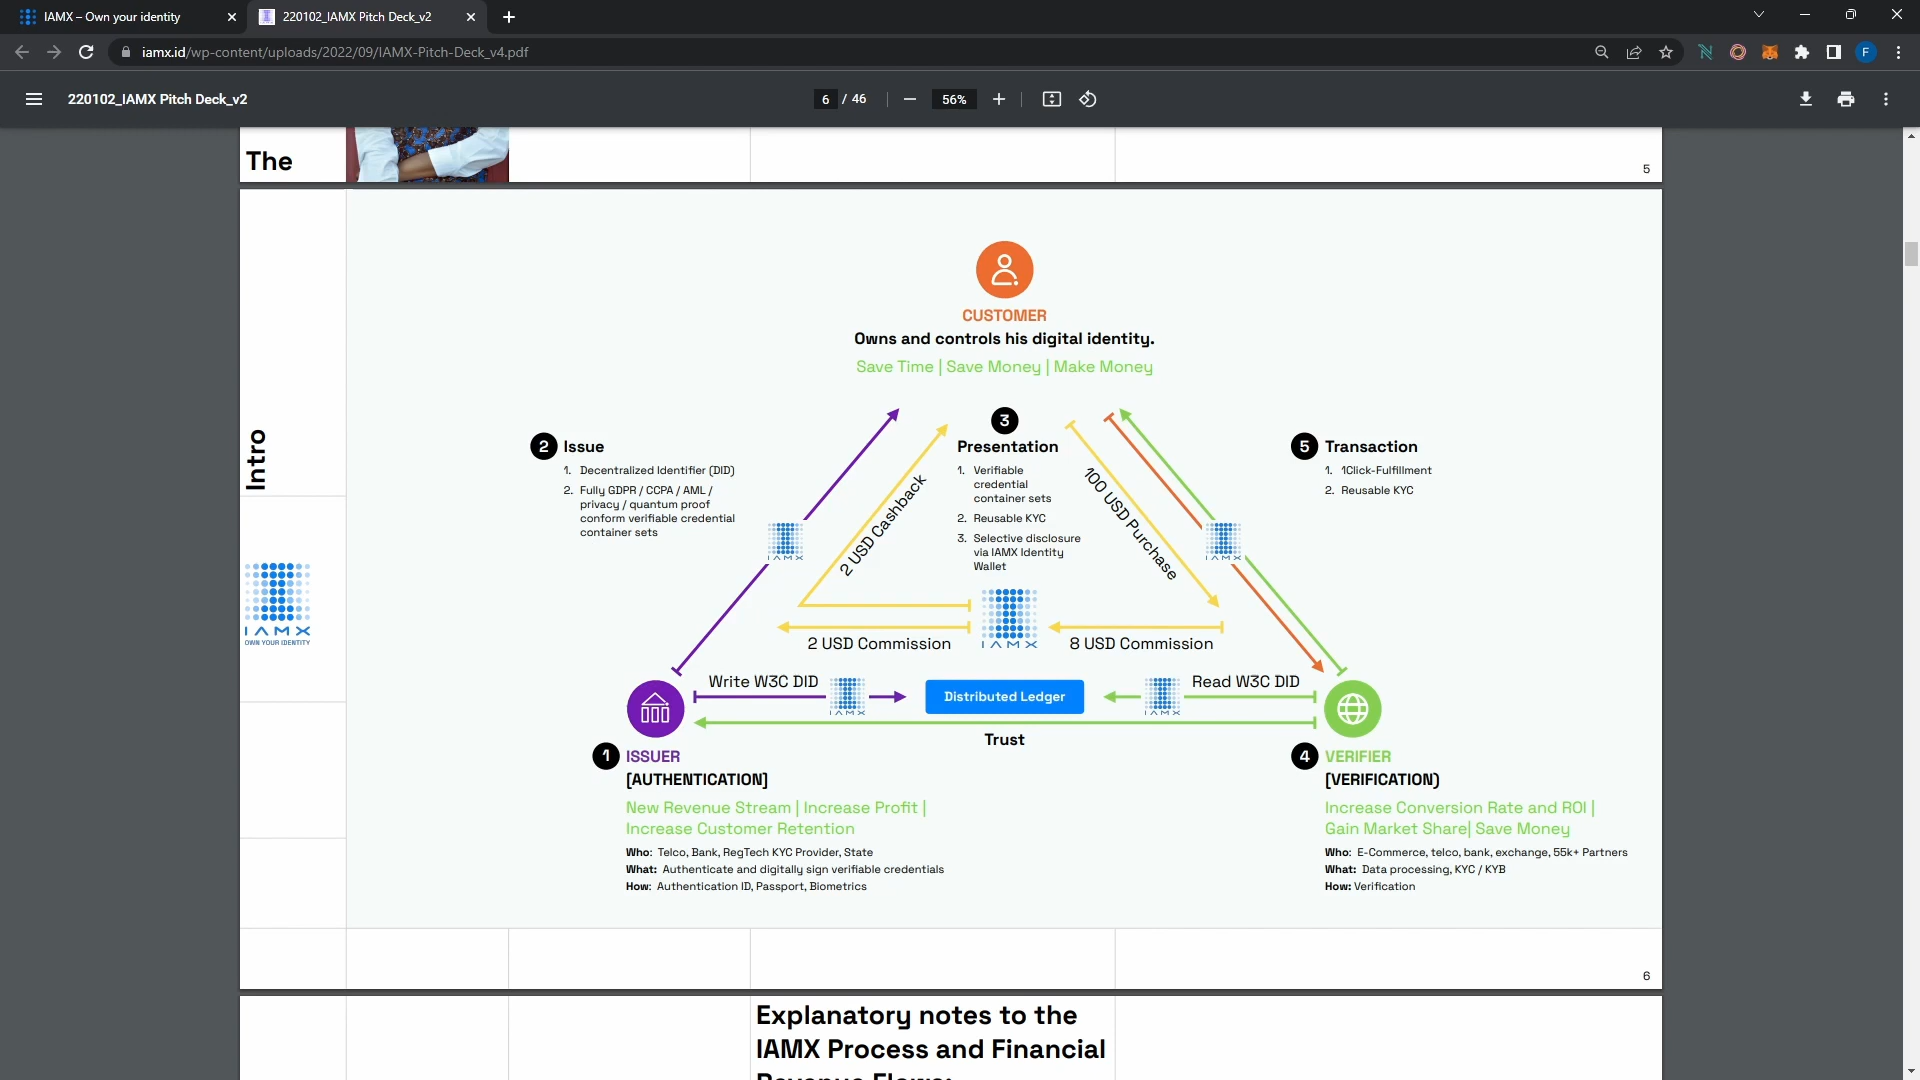 IAMX – Own your identity
220102_IAMX Pitch Deck_v2
iamx.id/wp-content/uploads/2022/09/IAMX-Pitch-Deck_v4.pdf
F
220102_IAMX Pitch Deck_v2
6 / 46
56%
The
5
Intro
IAMX
OWN YOUR IDENTITY
CUSTOMER
Owns and controls his digital identity.
Save Time | Save Money | Make Money
2 Issue
1. Decentralized Identifier (DID)
2. Fully GDPR / CCPA / AML /
privacy / quantum proof
conform verifiable credential
container sets
3
Presentation
1. Verifiable
credential
container sets
2. Reusable KYC
3. Selective disclosure
via IAMX Identity
Wallet
5 Transaction
1. 1Click-Fulfillment
2. Reusable KYC
IAMX
2 USD Cashback
100 USD Purchase
IAMX
IAMX
2 USD Commission
8 USD Commission
Write W3C DID
IAMX
Distributed Ledger
IAMX
Read W3C DID
Trust
1 ISSUER
[AUTHENTICATION]
New Revenue Stream | Increase Profit |
Increase Customer Retention
Who: Telco, Bank, RegTech KYC Provider, State
What: Authenticate and digitally sign verifiable credentials
How: Authentication ID, Passport, Biometrics
4 VERIFIER
[VERIFICATION)
Increase Conversion Rate and ROI |
Gain Market Share| Save Money
Who: E-Commerce, telco, bank, exchange, 55k+ Partners
What: Data processing, KYC / KYB
How: Verification
6
Explanatory notes to the
IAMX Process and Financial
Revenue Flows: